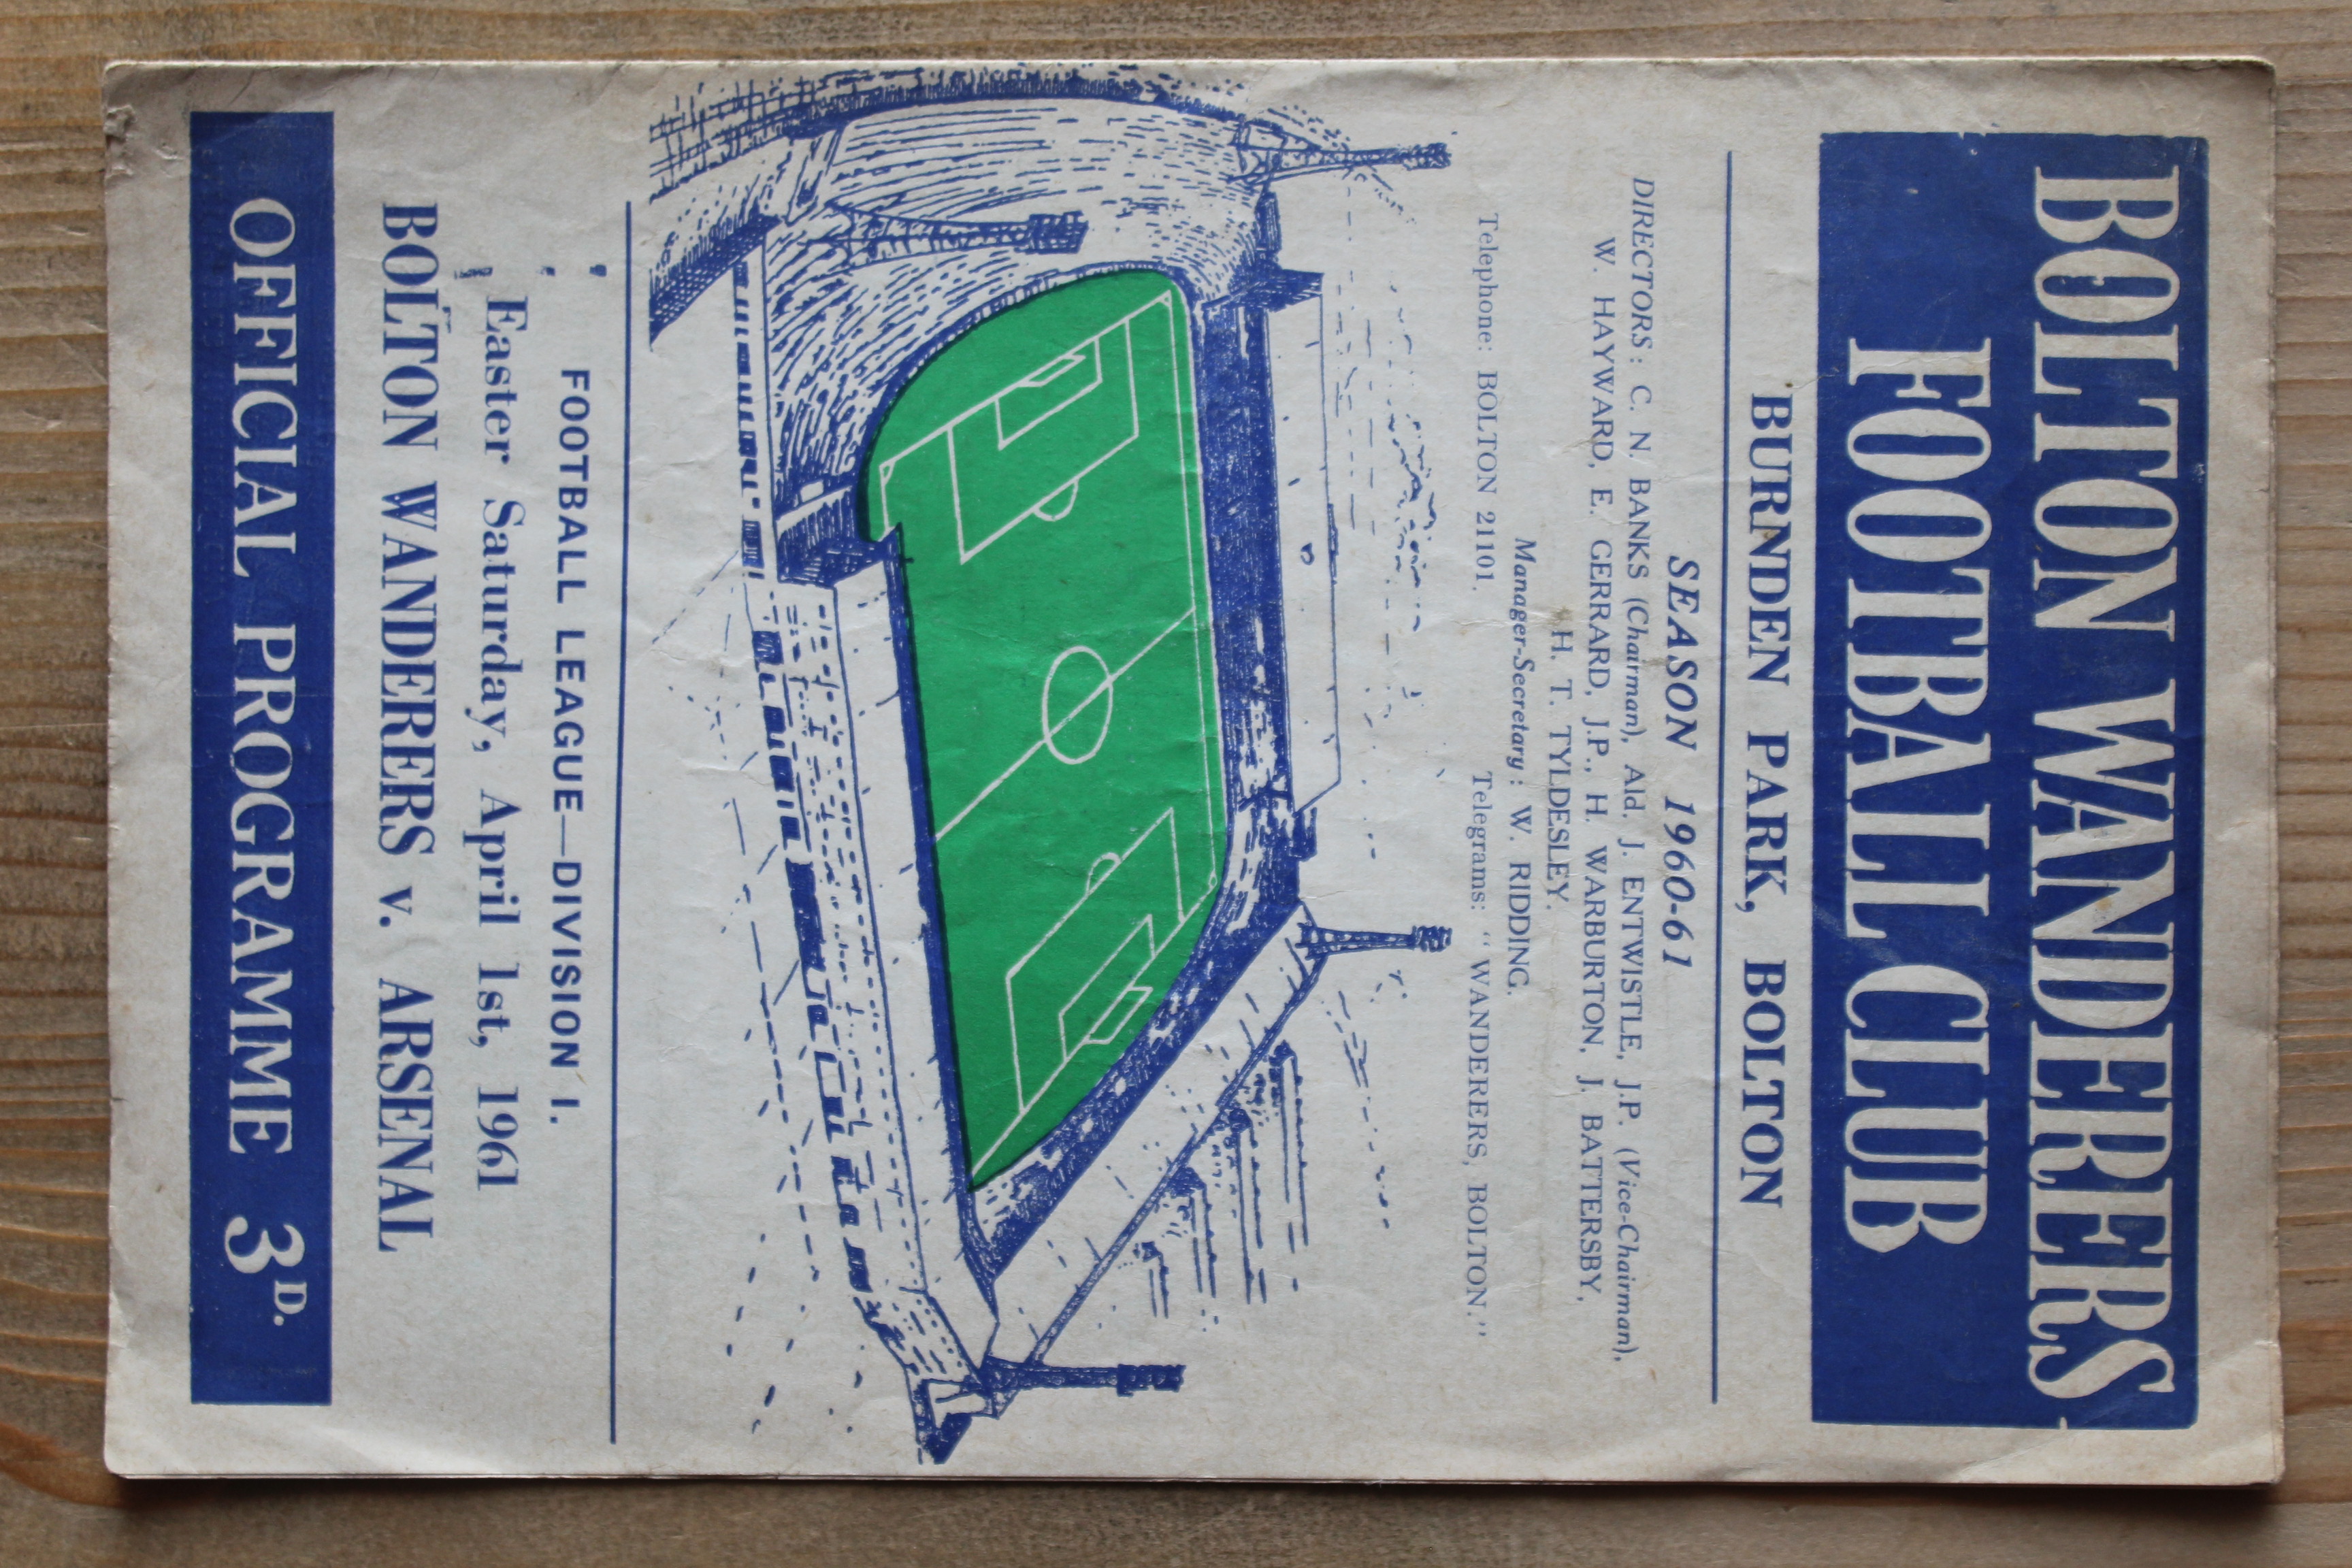 BOLTON WANDERERS
FOOTBALL CLUB
BURNDEN PARK, BOLTON
SEASON 1960-61
DIRECTORS: C. N. BANKS (Chairman), Ald. J. ENTWISTLE, J.P. (Vice-Chairman),
W. HAYWARD, E. GERRARD, J.P., H. WARBURTON, J. BATTERSBY,
H. T. TYLDESLEY.
Manager-Secretary: W. RIDDING.
Telephone: BOLTON 21101. Telegrams: "WANDERERS, BOLTON."
FOOTBALL LEAGUE—DIVISION I.
Easter Saturday, April 1st, 1961
BOLTON WANDERERS v. ARSENAL
OFFICIAL PROGRAMME 3D.